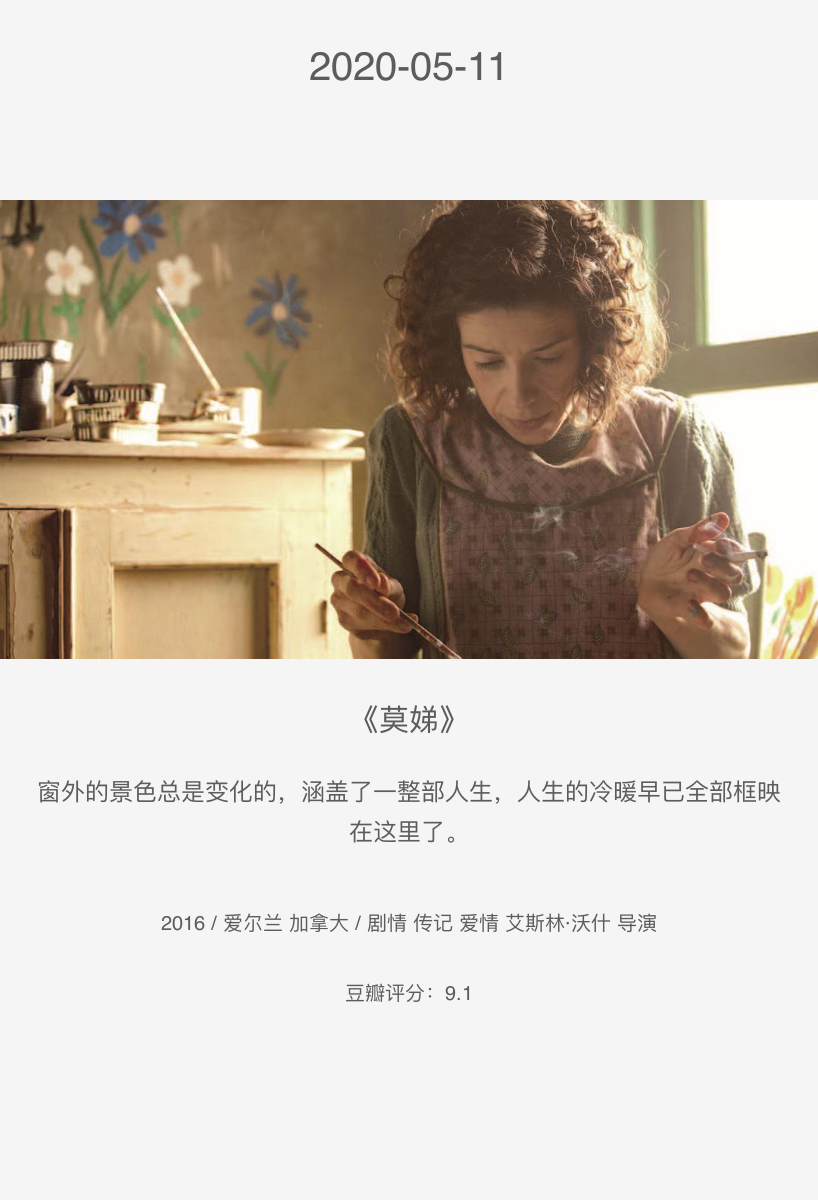 2020-05-11
《莫娣》
窗外的景色总是变化的，涵盖了一整部人生，人生的冷暖早已全部框映
在这里了。
2016 / 爱尔兰 加拿大 / 剧情 传记 爱情 艾斯林·沃什 导演
豆瓣评分：9.1